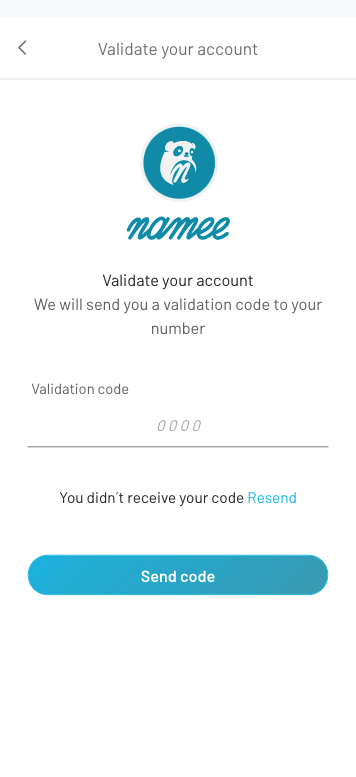 Validate your account
namee
Validate your account
We will send you a validation code to your
number
Validation code
0000
You didn´t receive your code Resend
Send code